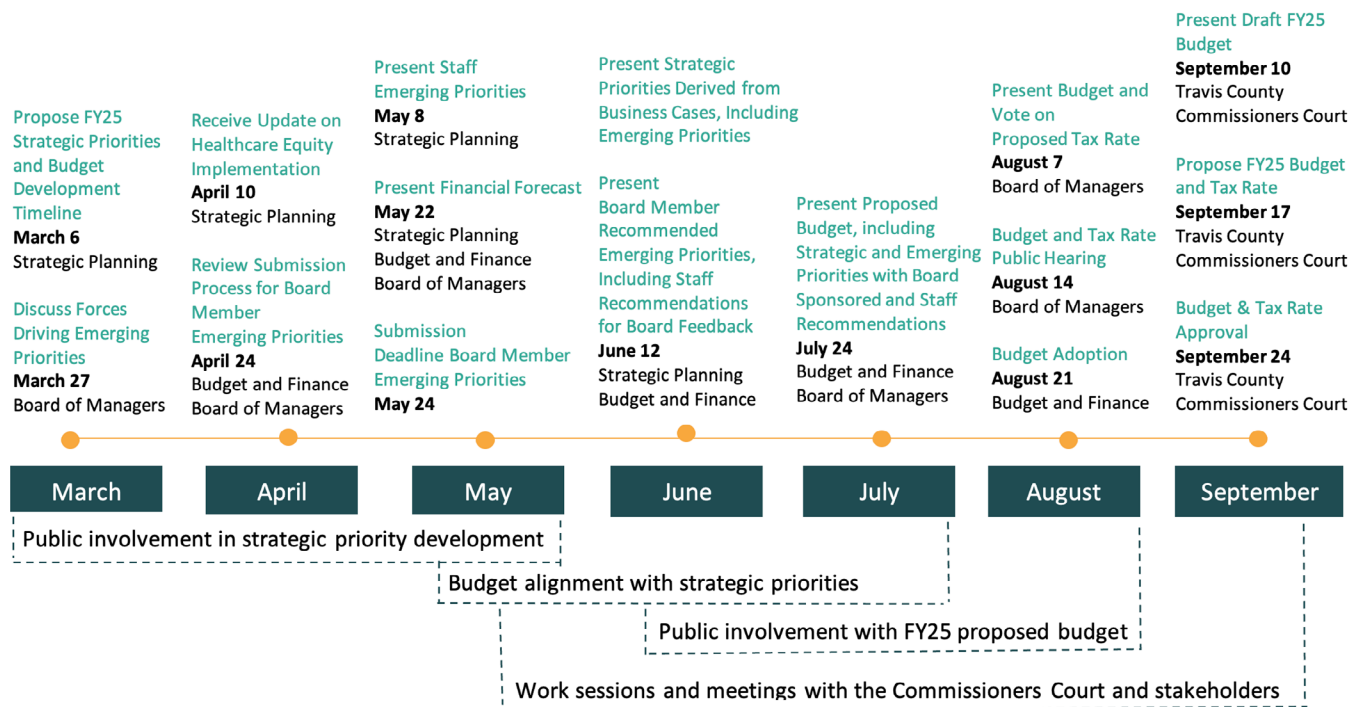 Propose FY25
Strategic Priorities
and Budget
Development
Timeline
March 6
Strategic Planning
Discuss Forces
Driving Emerging
Priorities
March 27
Board of Managers
Receive Update on
Healthcare Equity
Implementation
April 10
Strategic Planning
Review Submission
Process for Board
Member
Emerging Priorities
April 24
Budget and Finance
Board of Managers
Present Staff
Emerging Priorities
May 8
Strategic Planning
Present Financial Forecast
May 22
Strategic Planning
Budget and Finance
Board of Managers
Submission
Deadline Board Member
Emerging Priorities
May 24
Present Strategic
Priorities Derived from
Business Cases, Including
Emerging Priorities
Present
Board Member
Recommended
Emerging Priorities,
Including Staff
Recommendations
for Board Feedback
June 12
Strategic Planning
Budget and Finance
Present Proposed
Budget, including
Strategic and Emerging
Priorities with Board
Sponsored and Staff
Recommendations
July 24
Budget and Finance
Board of Managers
Present Budget and
Vote on
Proposed Tax Rate
August 7
Board of Managers
Budget and Tax Rate
Public Hearing
August 14
Board of Managers
Budget Adoption
August 21
Budget and Finance
Present Draft FY25
Budget
September 10
Travis County
Commissioners Court
Propose FY25 Budget
and Tax Rate
September 17
Travis County
Commissioners Court
Budget & Tax Rate
Approval
September 24
Travis County
Commissioners Court
March
April
May
June
July
August
September
Public involvement in strategic priority development
Budget alignment with strategic priorities
Public involvement with FY25 proposed budget
Work sessions and meetings with the Commissioners Court and stakeholders